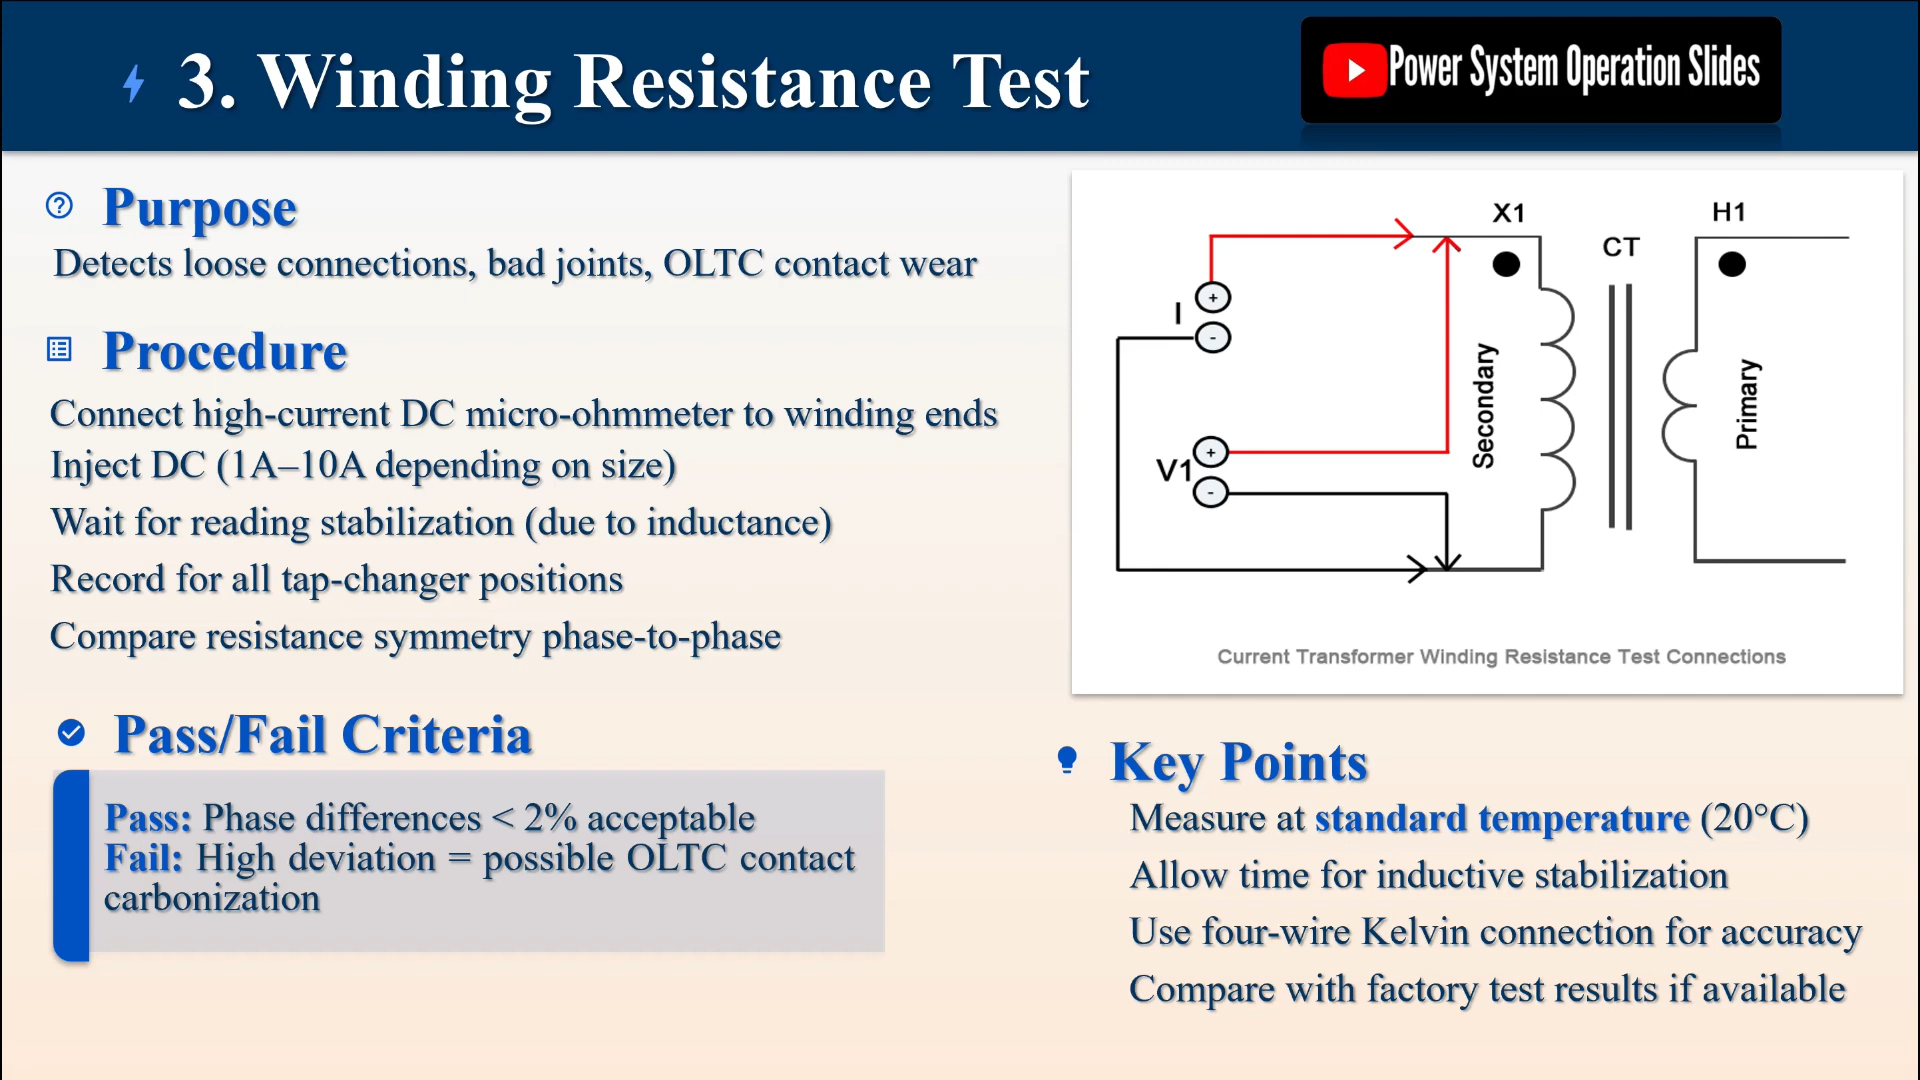 3. Winding Resistance Test
Power System Operation Slides
Purpose
Detects loose connections, bad joints, OLTC contact wear
Procedure
Connect high-current DC micro-ohmmeter to winding ends
Inject DC (1A–10A depending on size)
Wait for reading stabilization (due to inductance)
Record for all tap-changer positions
Compare resistance symmetry phase-to-phase
Pass/Fail Criteria
Pass: Phase differences < 2% acceptable
Fail: High deviation = possible OLTC contact
carbonization
X1
H1
CT
I
+
-
V1
+
-
Secondary
Primary
Current Transformer Winding Resistance Test Connections
Key Points
Measure at standard temperature (20°C)
Allow time for inductive stabilization
Use four-wire Kelvin connection for accuracy
Compare with factory test results if available